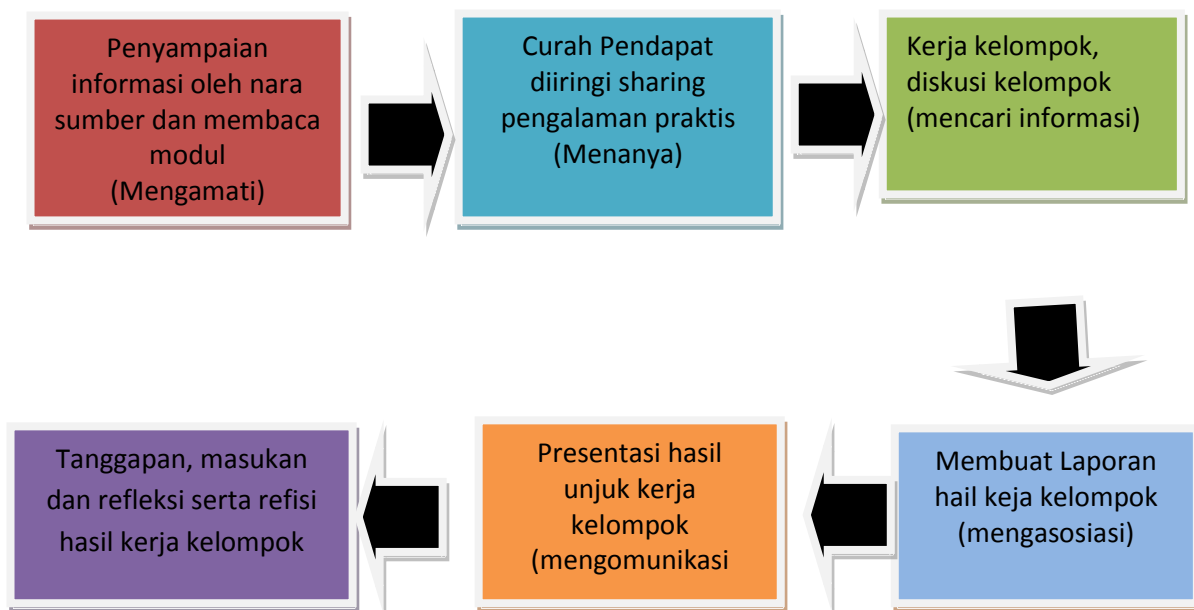 Penyampaian
informasi oleh nara
sumber dan membaca
modul
(Mengamati)
Curah Pendapat
diiringi sharing
pengalaman praktis
(Menanya)
Kerja kelompok,
diskusi kelompok
(mencari informasi)
Membuat Laporan
hail keja kelompok
(mengasosiasi)
Presentasi hasil
unjuk kerja
kelompok
(mengomunikasi
Tanggapan, masukan
dan refleksi serta refisi
hasil kerja kelompok